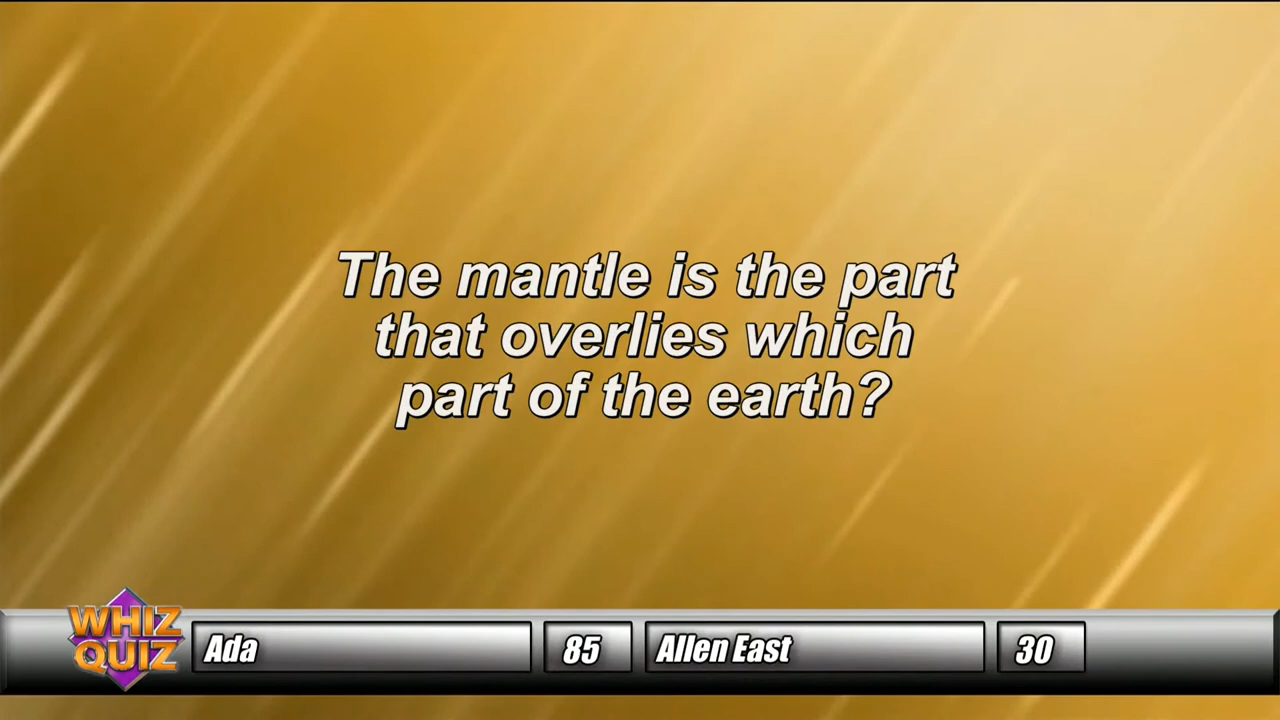 The mantle is the part
that overlies which
part of the earth?
WHIZ
QUIZ
Ada
85
Allen East
30